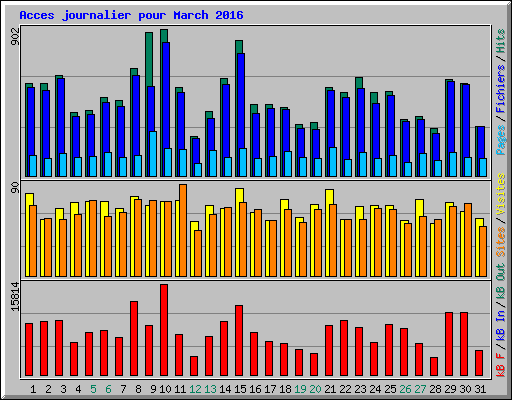 Acces journalier pour March 2016
902
90
15814
Pages / Fichiers / Hits
Sites / Visites
kB F / kB In / kB Out
1 2 3 4 5 6 7 8 9 10 11 12 13 14 15 16 17 18 19 20 21 22 23 24 25 26 27 28 29 30 31